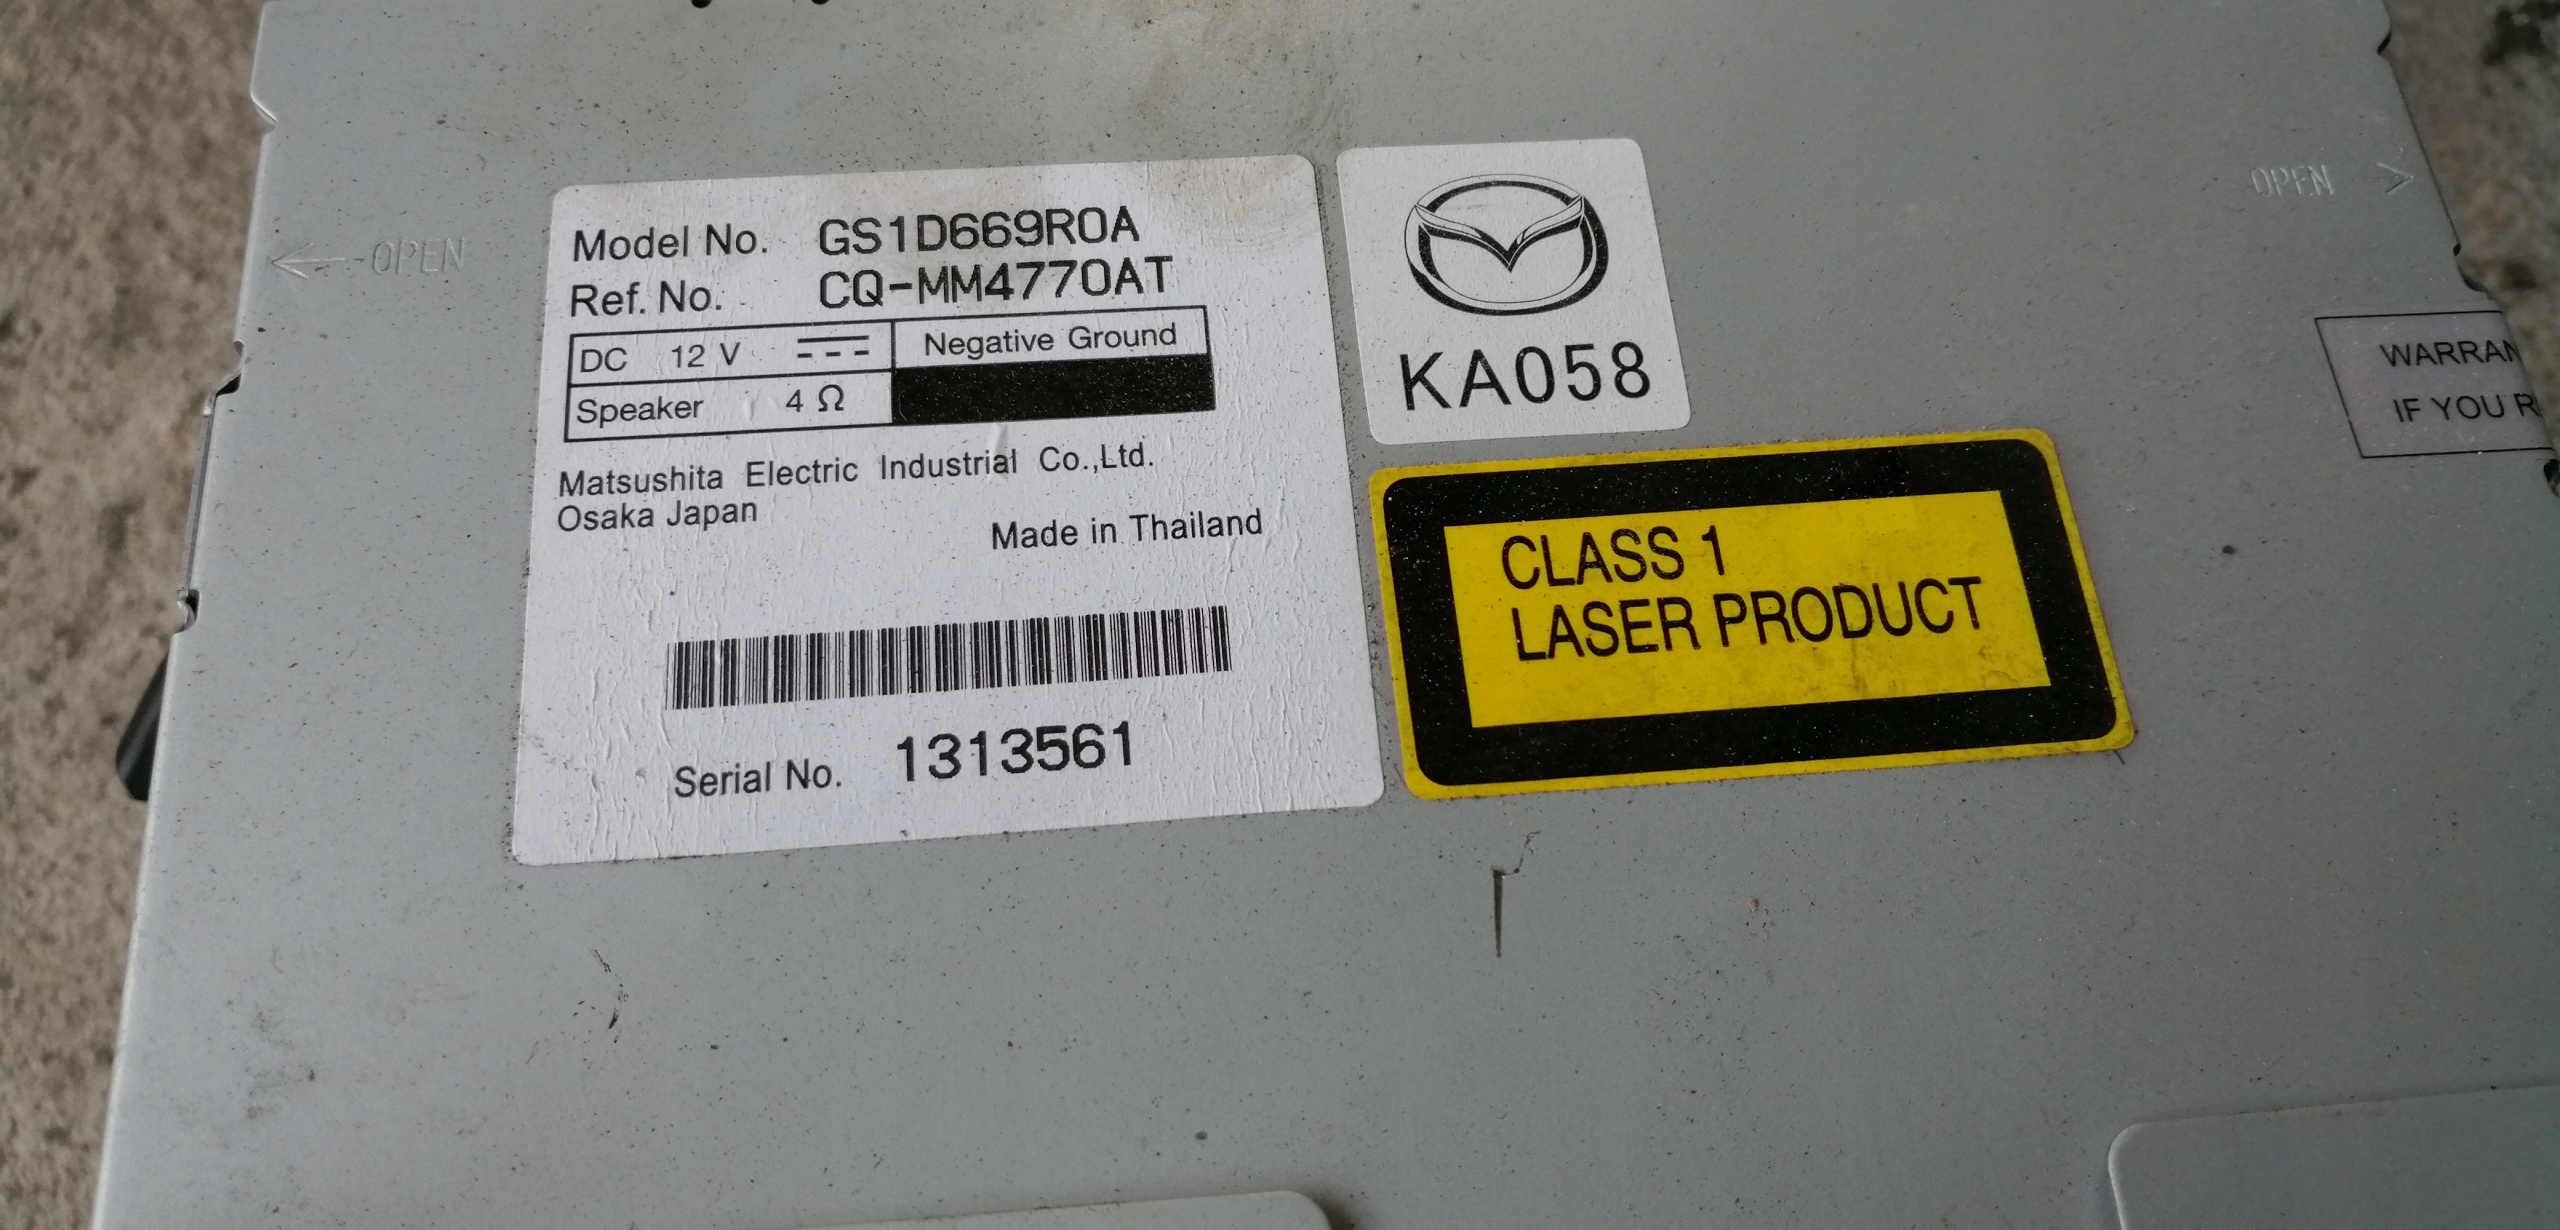 OPEN
OPEN
Model No. GS1D669R0A
Ref. No. CQ-MM4770AT
DC 12 V Negative Ground
Speaker 4 Ω
Matsushita Electric Industrial Co.,Ltd.
Osaka Japan
Made in Thailand
Serial No. 1313561
KA058
CLASS 1
LASER PRODUCT
IF YOU